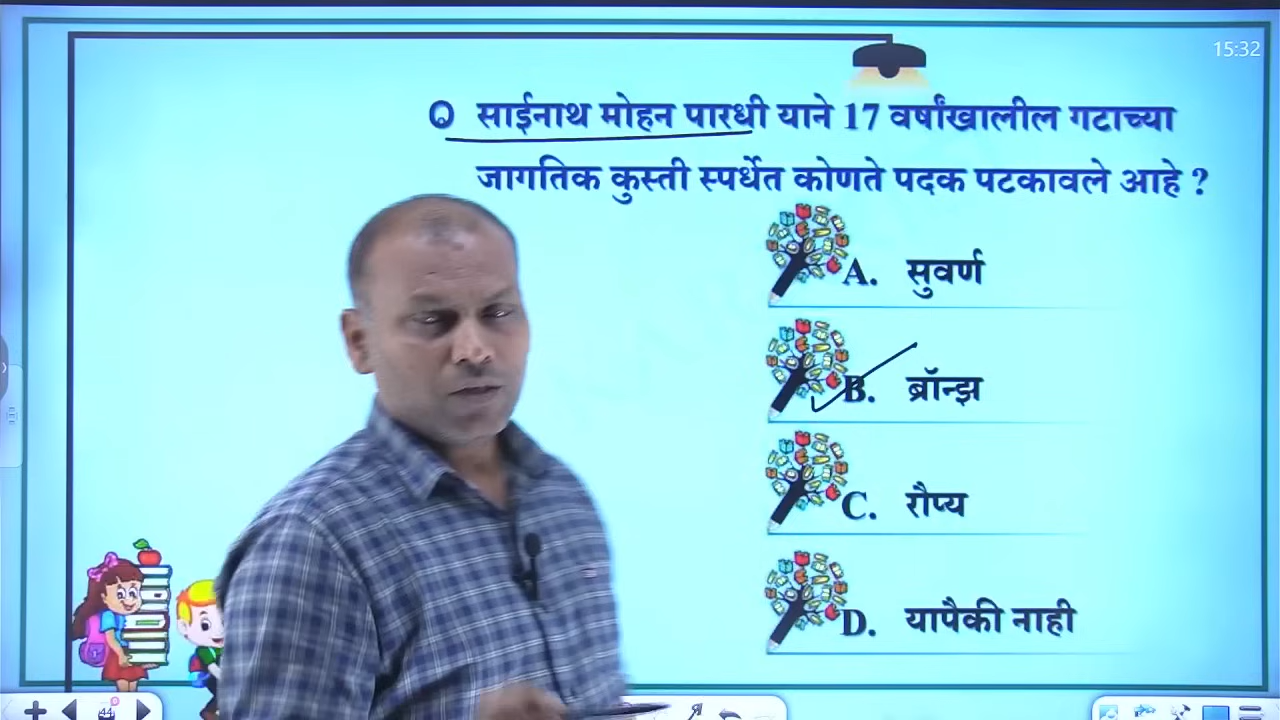 15:32
Q साईनाथ मोहन पारधी याने 17 वर्षांखालील गटाच्या
जागतिक कुस्ती स्पर्धेत कोणते पदक पटकावले आहे ?
A. सुवर्ण
B. ब्रॉन्झ
C. रौप्य
D. यापैकी नाही
44